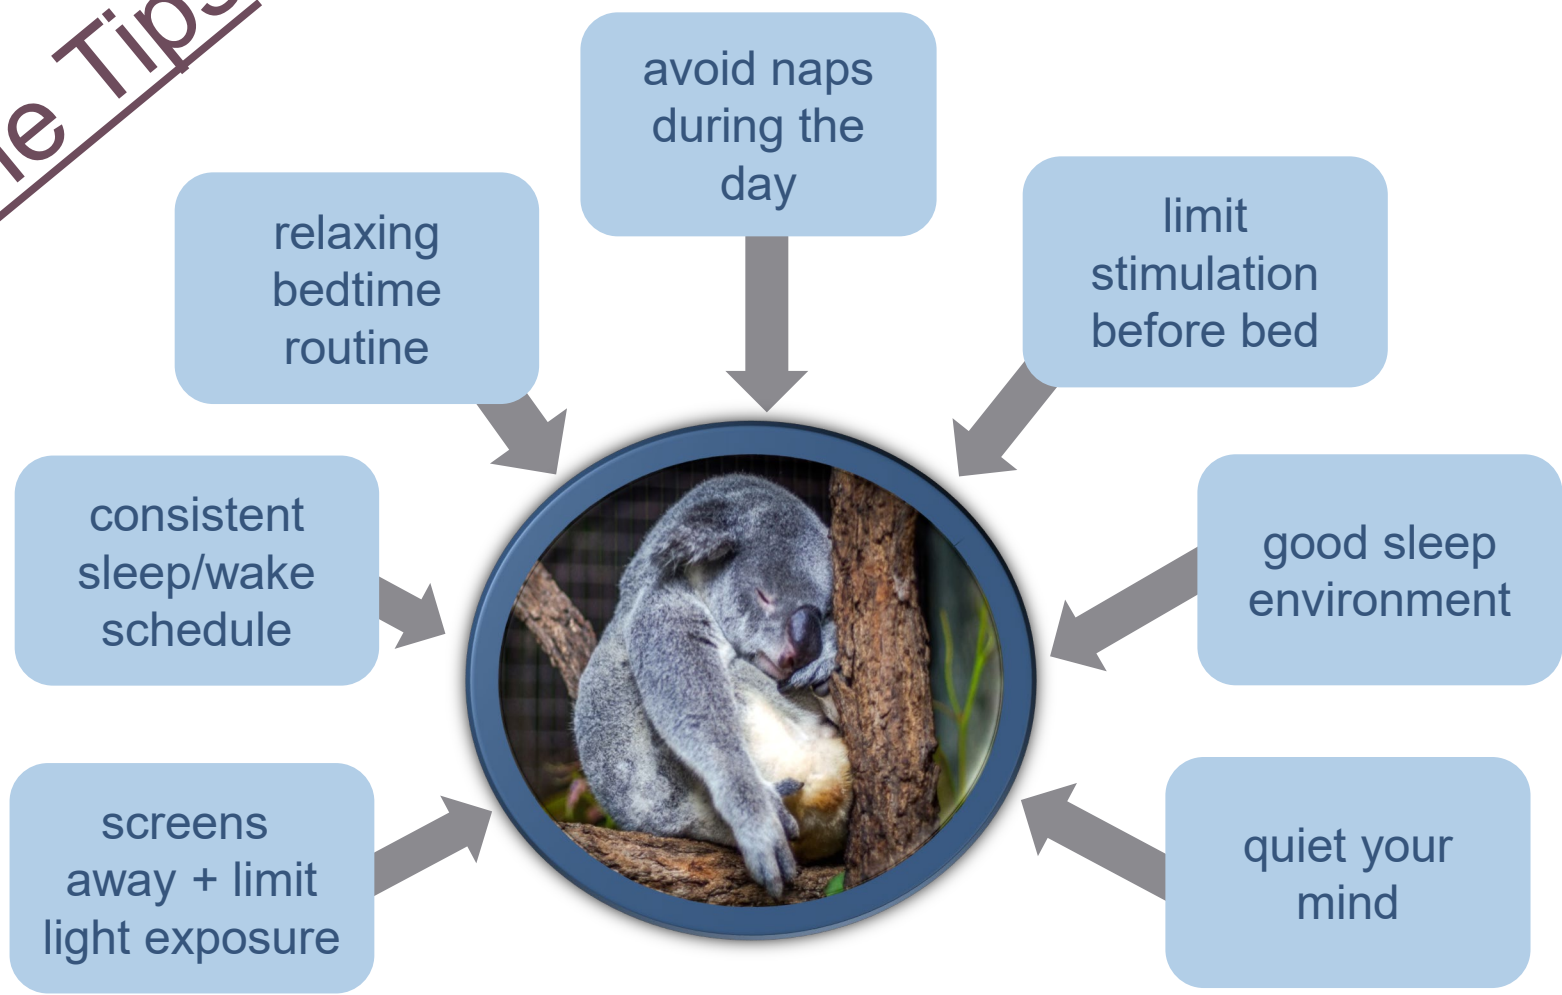 Tips
relaxing
bedtime
routine
avoid naps
during the
day
limit
stimulation
before bed
consistent
sleep/wake
schedule
good sleep
environment
screens
away + limit
light exposure
quiet your
mind